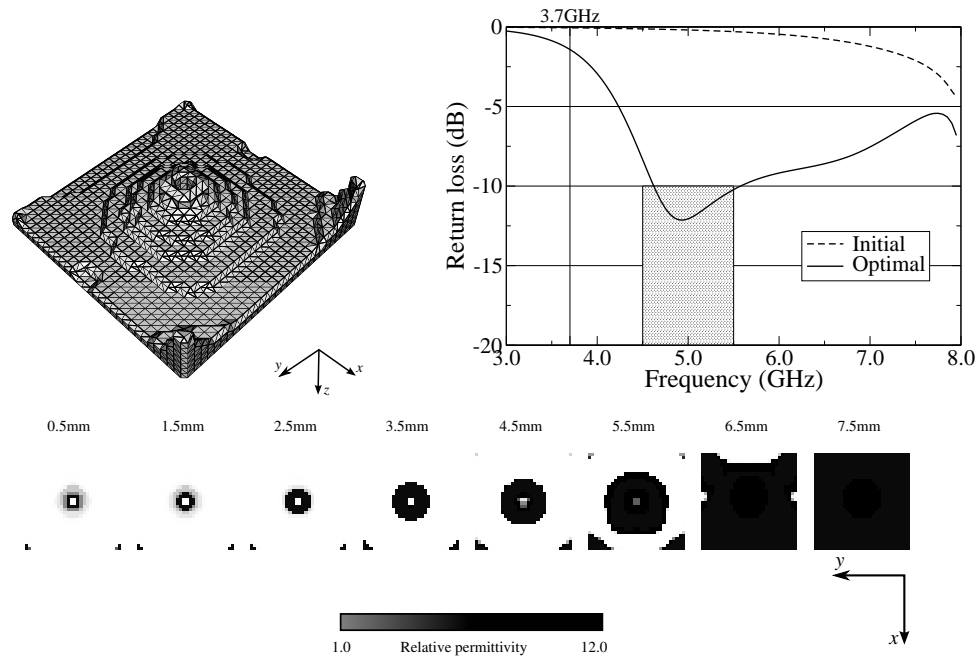 3.7GHz
0
-5
-10
-15
-20
Return loss (dB)
Initial
Optimal
3.0 4.0 5.0 6.0 7.0 8.0
Frequency (GHz)
y x
z
0.5mm 1.5mm 2.5mm 3.5mm 4.5mm 5.5mm 6.5mm 7.5mm
y
x
1.0 Relative permittivity 12.0